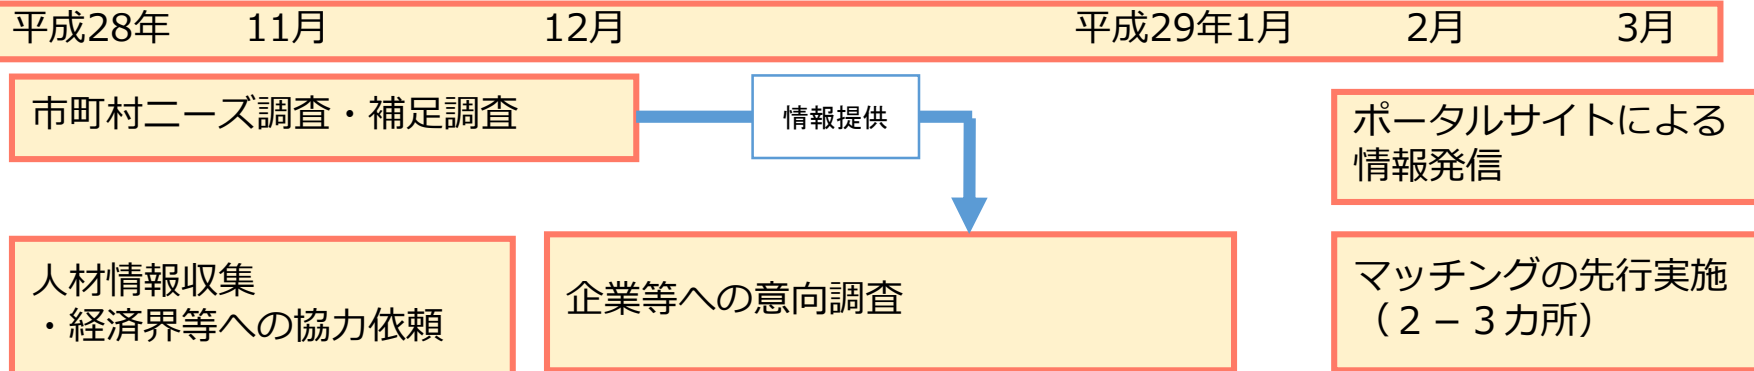 平成28年 11月 12月 平成29年1月 2月 3月
市町村ニーズ調査・補足調査
情報提供
ポータルサイトによる
情報発信
人材情報収集
・経済界等への協力依頼
企業等への意向調査
マッチングの先行実施
（２－３カ所）